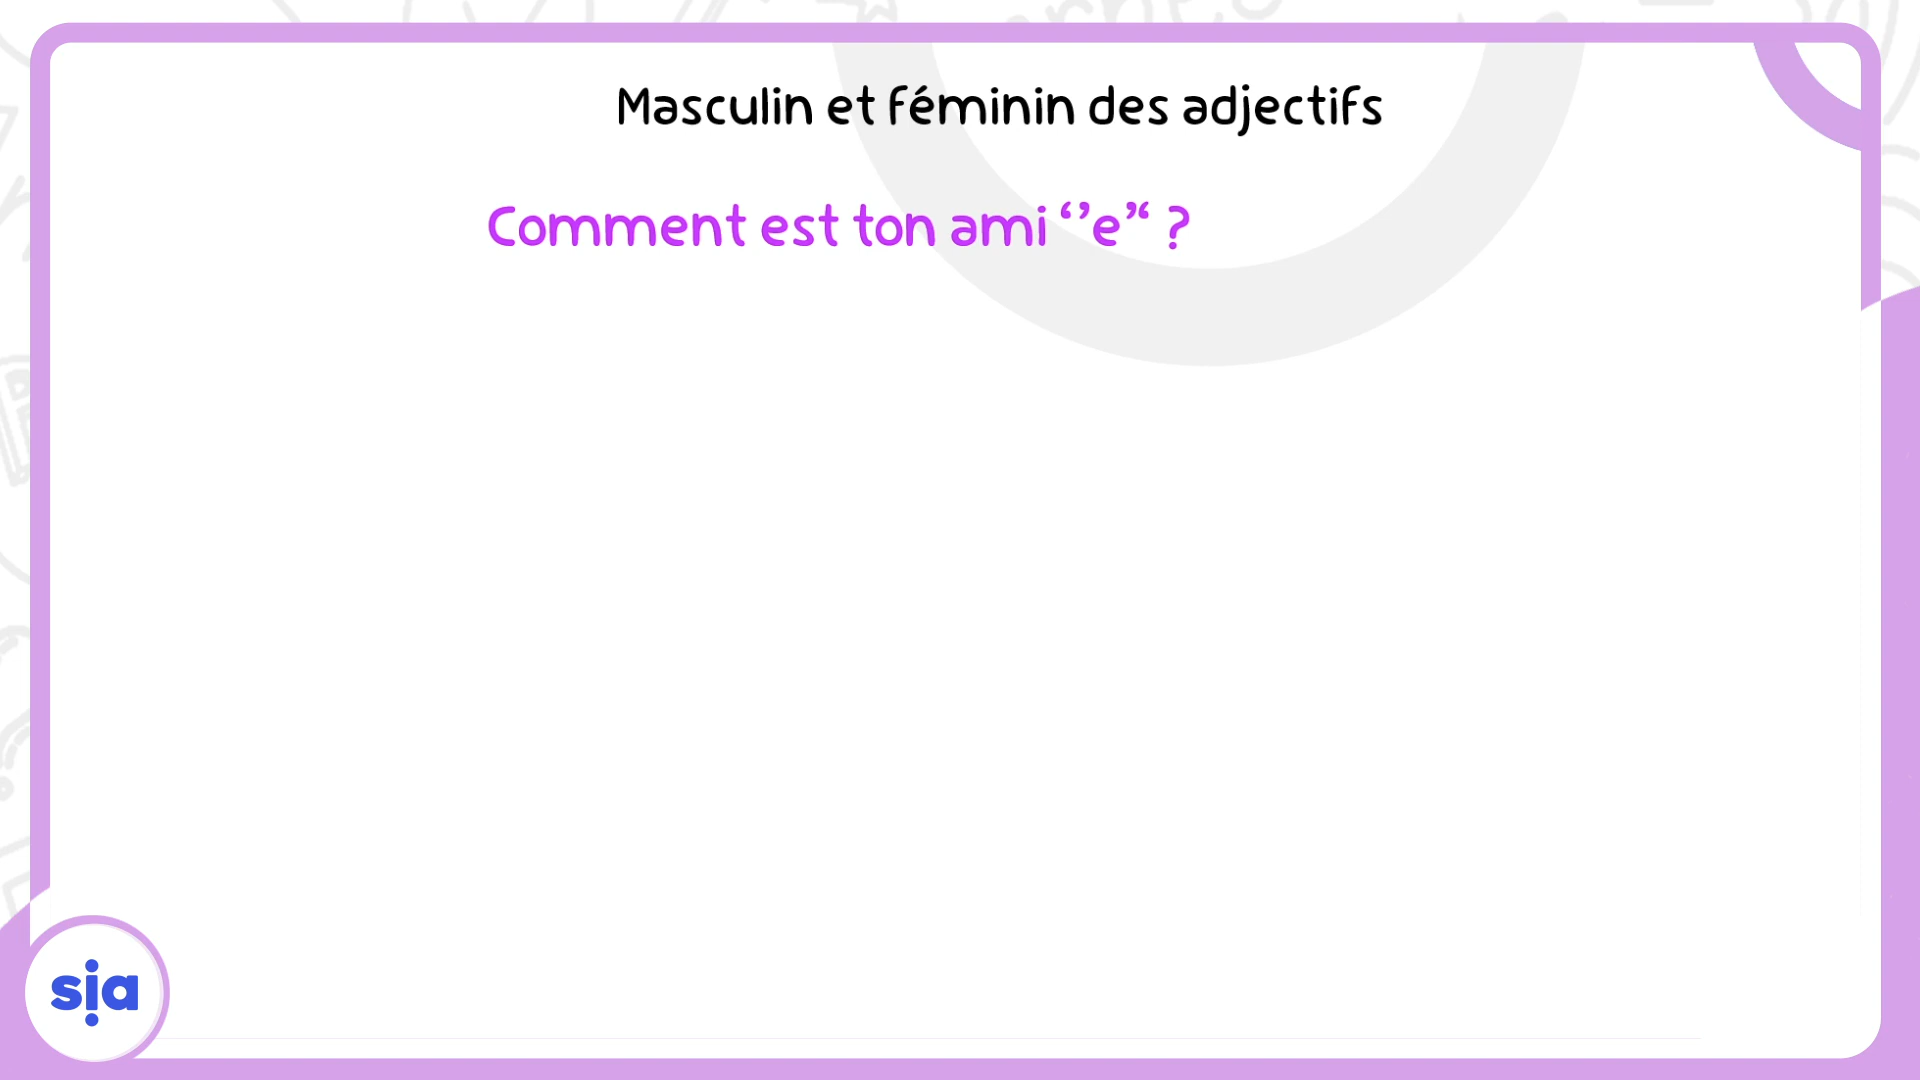 Masculin et féminin des adjectifs
Comment est ton ami ‘’e’’‘ ?
sia